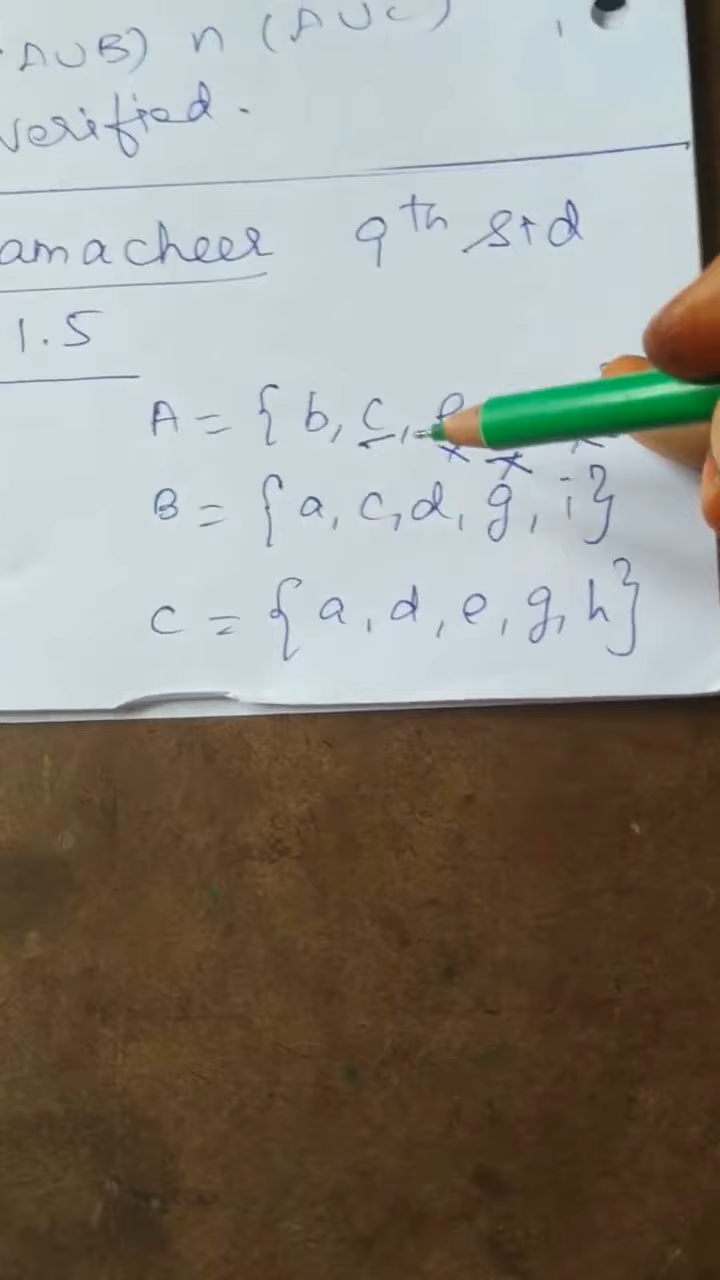 AUB) n (AUC)
verified.
amacheer 9th std
1.5
A = { b, c, e
B = { a, c, d, g, i}
C = { a, d, e, g, h}